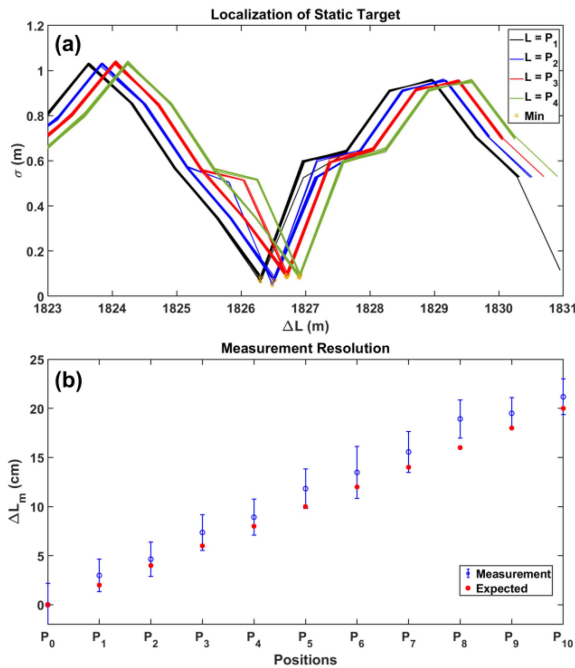 Localization of Static Target
(a)
L = P1
L = P2
L = P3
L = P4
Min
σ (m)
1.2
1
0.8
0.6
0.4
0.2
0
1823 1824 1825 1826 1827 1828 1829 1830 1831
ΔL (m)
Measurement Resolution
(b)
ΔLm (cm)
25
20
15
10
5
0
Measurement
Expected
P0 P1 P2 P3 P4 P5 P6 P7 P8 P9 P10
Positions